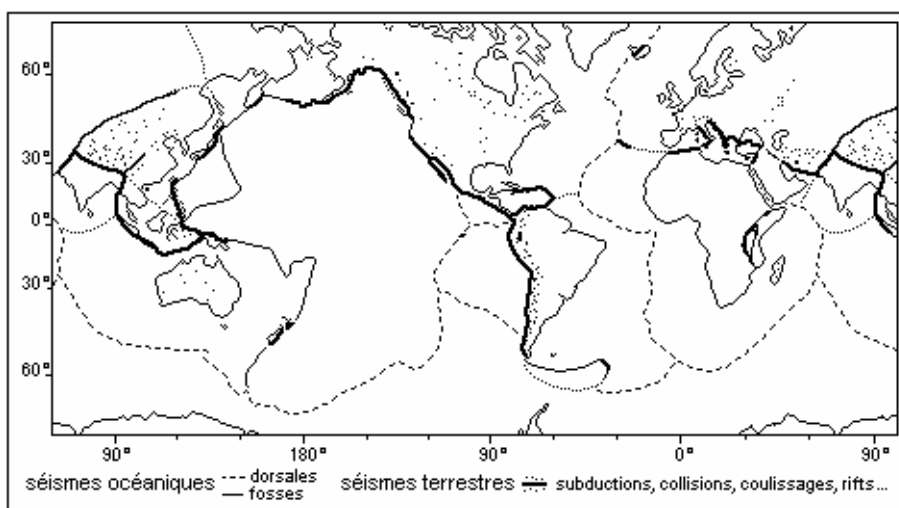 60°
30°
0°
30°
60°
90° 180° 90° 0° 90°
séismes océaniques --- dorsales séismes terrestres subductions, collisions, coulissages, rifts...
— fosses